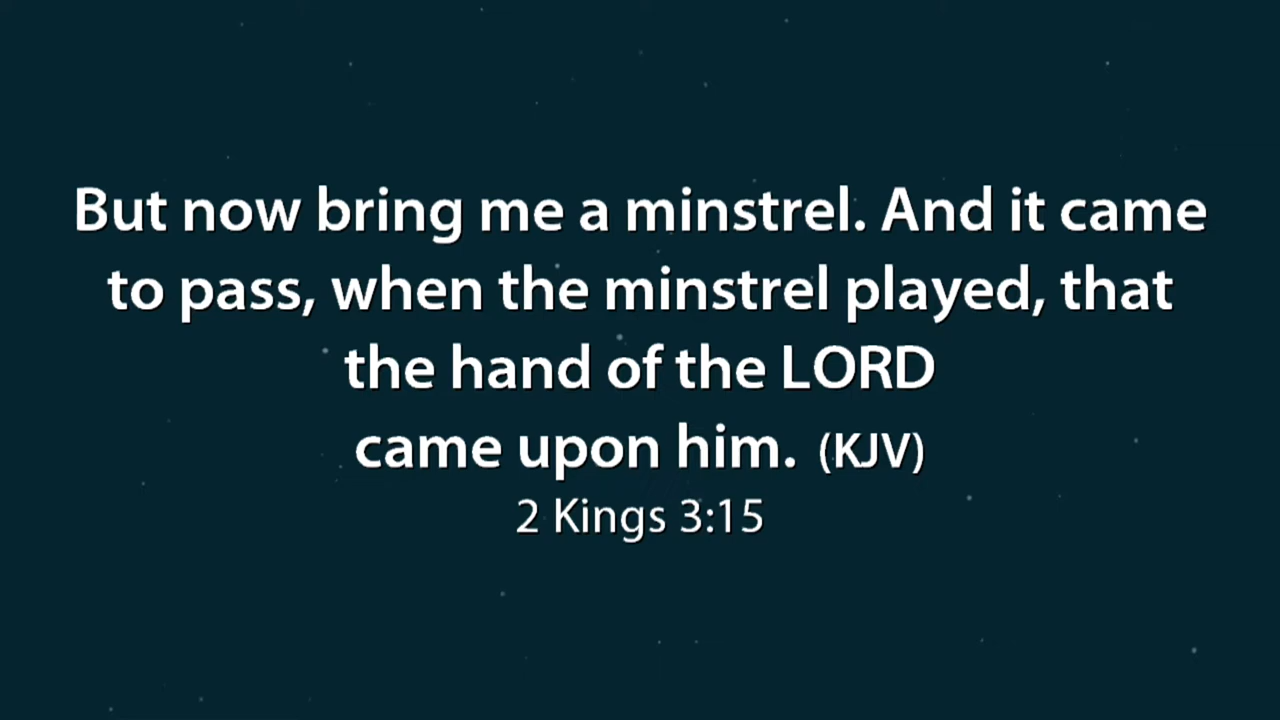 But now bring me a minstrel. And it came
to pass, when the minstrel played, that
the hand of the LORD
came upon him. (KJV)
2 Kings 3:15